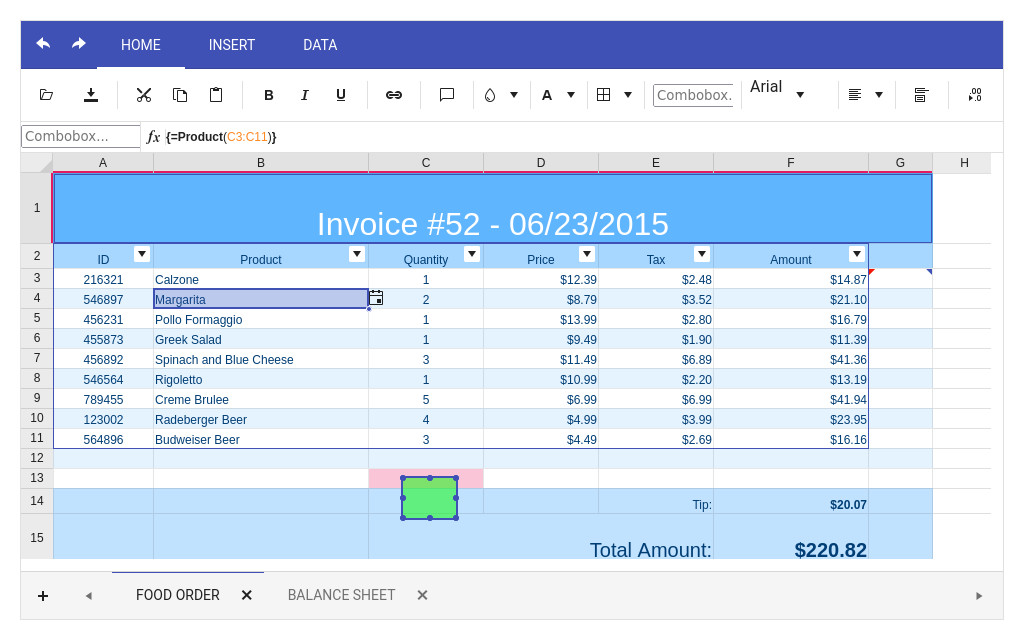 HOME INSERT DATA
B I U A Combobox... Arial .00 .0
Combobox... fx {=Product(C3:C11)}
A B C D E F G H
1 Invoice #52 - 06/23/2015
2 ID Product Quantity Price Tax Amount
3 216321 Calzone 1 $12.39 $2.48 $14.87
4 546897 Margarita 2 $8.79 $3.52 $21.10
5 456231 Pollo Formaggio 1 $13.99 $2.80 $16.79
6 455873 Greek Salad 1 $9.49 $1.90 $11.39
7 456892 Spinach and Blue Cheese 3 $11.49 $6.89 $41.36
8 546564 Rigoletto 1 $10.99 $2.20 $13.19
9 789455 Creme Brulee 5 $6.99 $6.99 $41.94
10 123002 Radeberger Beer 4 $4.99 $3.99 $23.95
11 564896 Budweiser Beer 3 $4.49 $2.69 $16.16
12
13
14 Tip: $20.07
15 Total Amount: $220.82
FOOD ORDER BALANCE SHEET